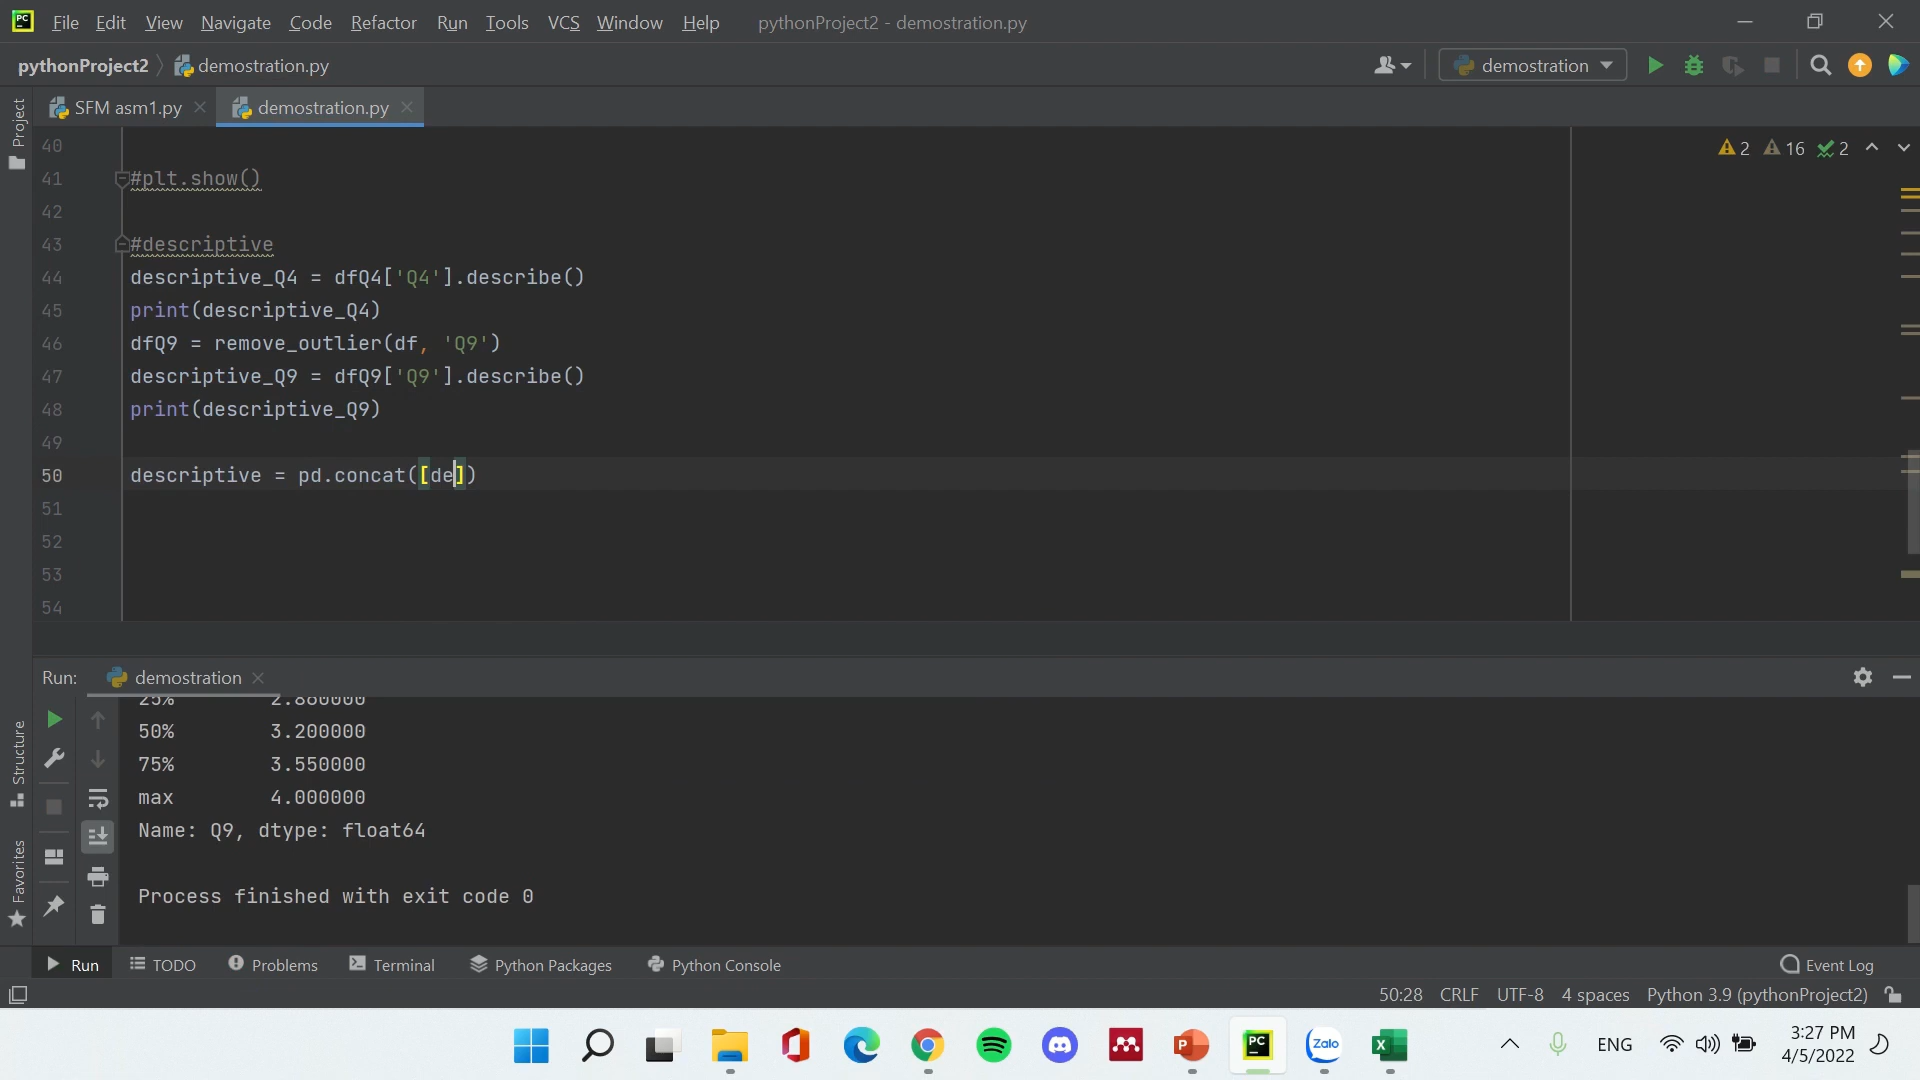 PC File Edit View Navigate Code Refactor Run Tools VCS Window Help pythonProject2 - demostration.py
pythonProject2 demostration.py demostration
SFM asm1.py demostration.py
Project
2 16 2
40
41 #plt.show()
42
43 #descriptive
44 descriptive_Q4 = dfQ4['Q4'].describe()
45 print(descriptive_Q4)
46 dfQ9 = remove_outlier(df, 'Q9')
47 descriptive_Q9 = dfQ9['Q9'].describe()
48 print(descriptive_Q9)
49
50 descriptive = pd.concat([de])
51
52
53
54
Run: demostration
Structure
Favorites
25% 2.860000
50% 3.200000
75% 3.550000
max 4.000000
Name: Q9, dtype: float64
Process finished with exit code 0
Run TODO Problems Terminal Python Packages Python Console Event Log
50:28 CRLF UTF-8 4 spaces Python 3.9 (pythonProject2)
P PC Zalo X ENG 3:27 PM
4/5/2022